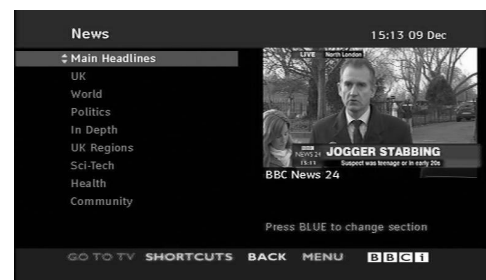 News
15:13 09 Dec
Main Headlines
UK
World
Politics
In Depth
UK Regions
Sci-Tech
Health
Community
LIVE North London
NEWS 24
15:13
JOGGER STABBING
Suspect was teenage or in early 20s
BBC News 24
Press BLUE to change section
GO TO TV SHORTCUTS BACK MENU BBCi